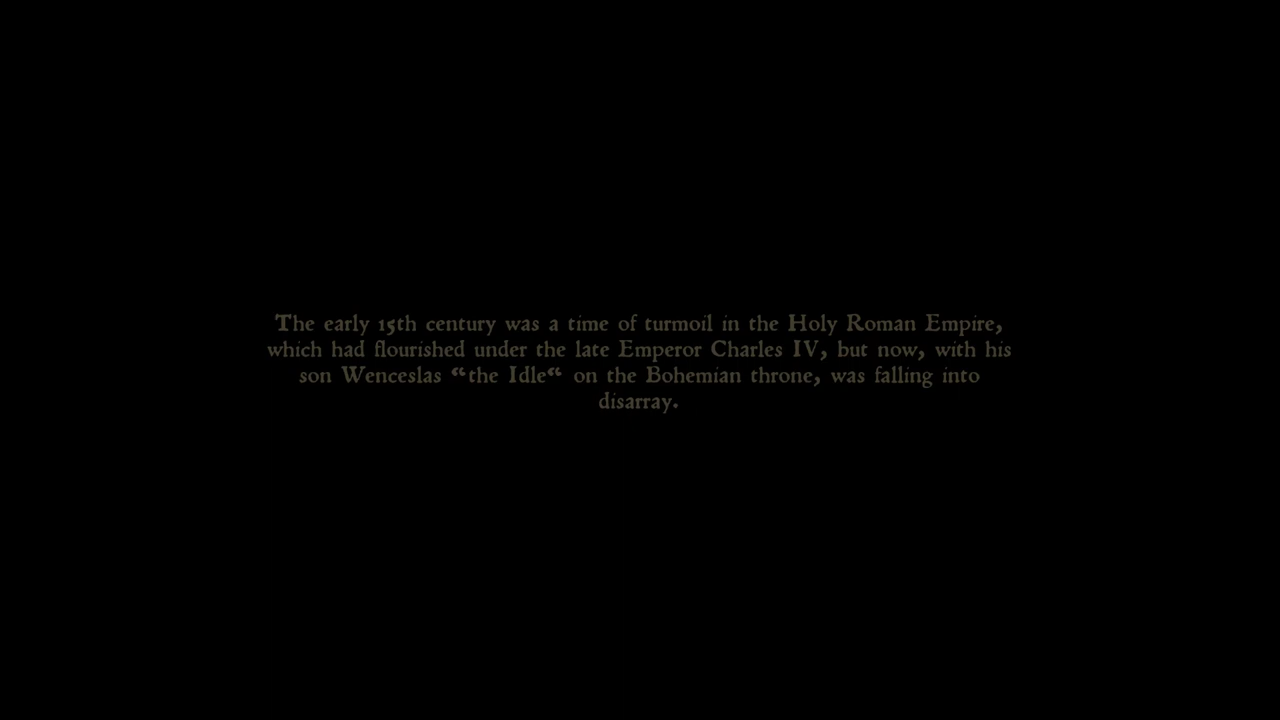 The early 15th century was a time of turmoil in the Holy Roman Empire,
which had flourished under the late Emperor Charles IV, but now, with his
son Wenceslas “the Idle“ on the Bohemian throne, was falling into
disarray.